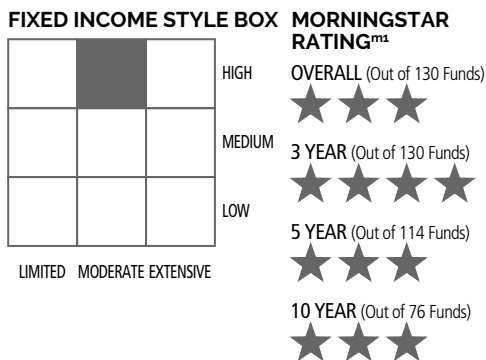 FIXED INCOME STYLE BOX
HIGH
MEDIUM
LOW
LIMITED MODERATE EXTENSIVE
MORNINGSTAR
RATINGᵐ¹
OVERALL (Out of 130 Funds)
3 YEAR (Out of 130 Funds)
5 YEAR (Out of 114 Funds)
10 YEAR (Out of 76 Funds)